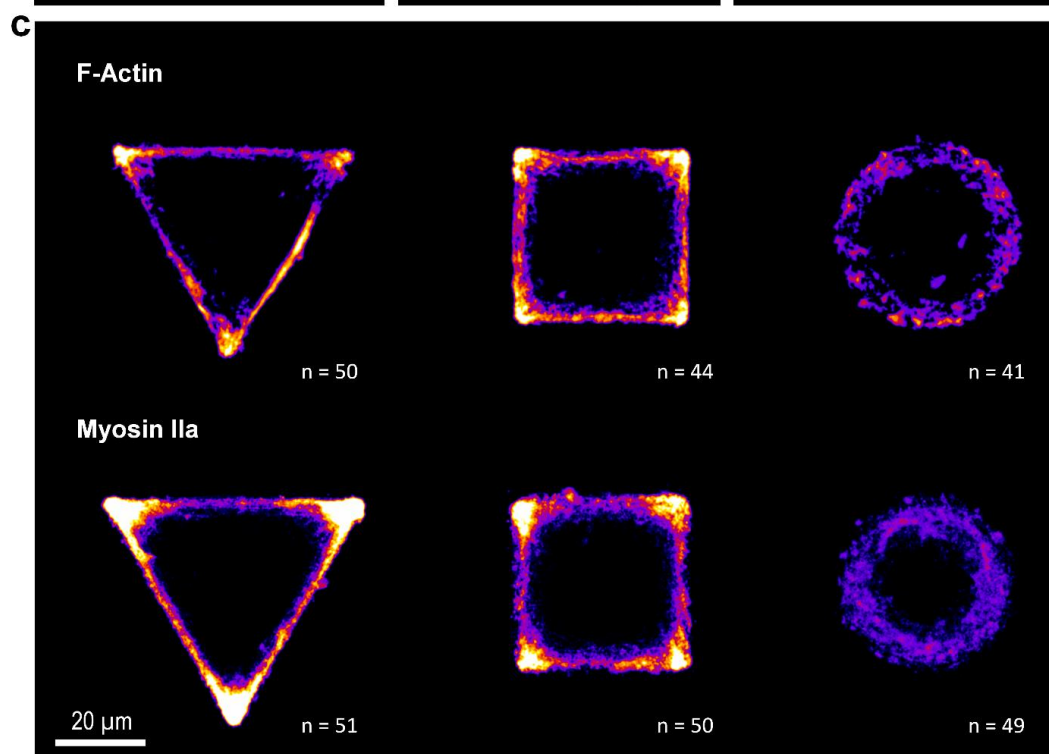 c
F-Actin
n = 50
n = 44
n = 41
Myosin IIa
20 µm
n = 51
n = 50
n = 49